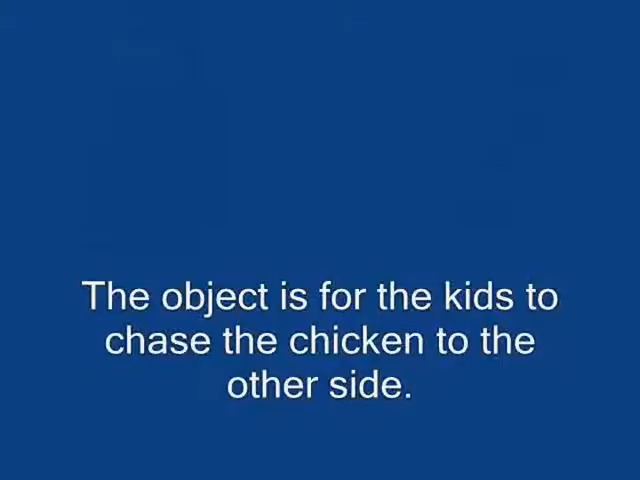 The object is for the kids to
chase the chicken to the
other side.